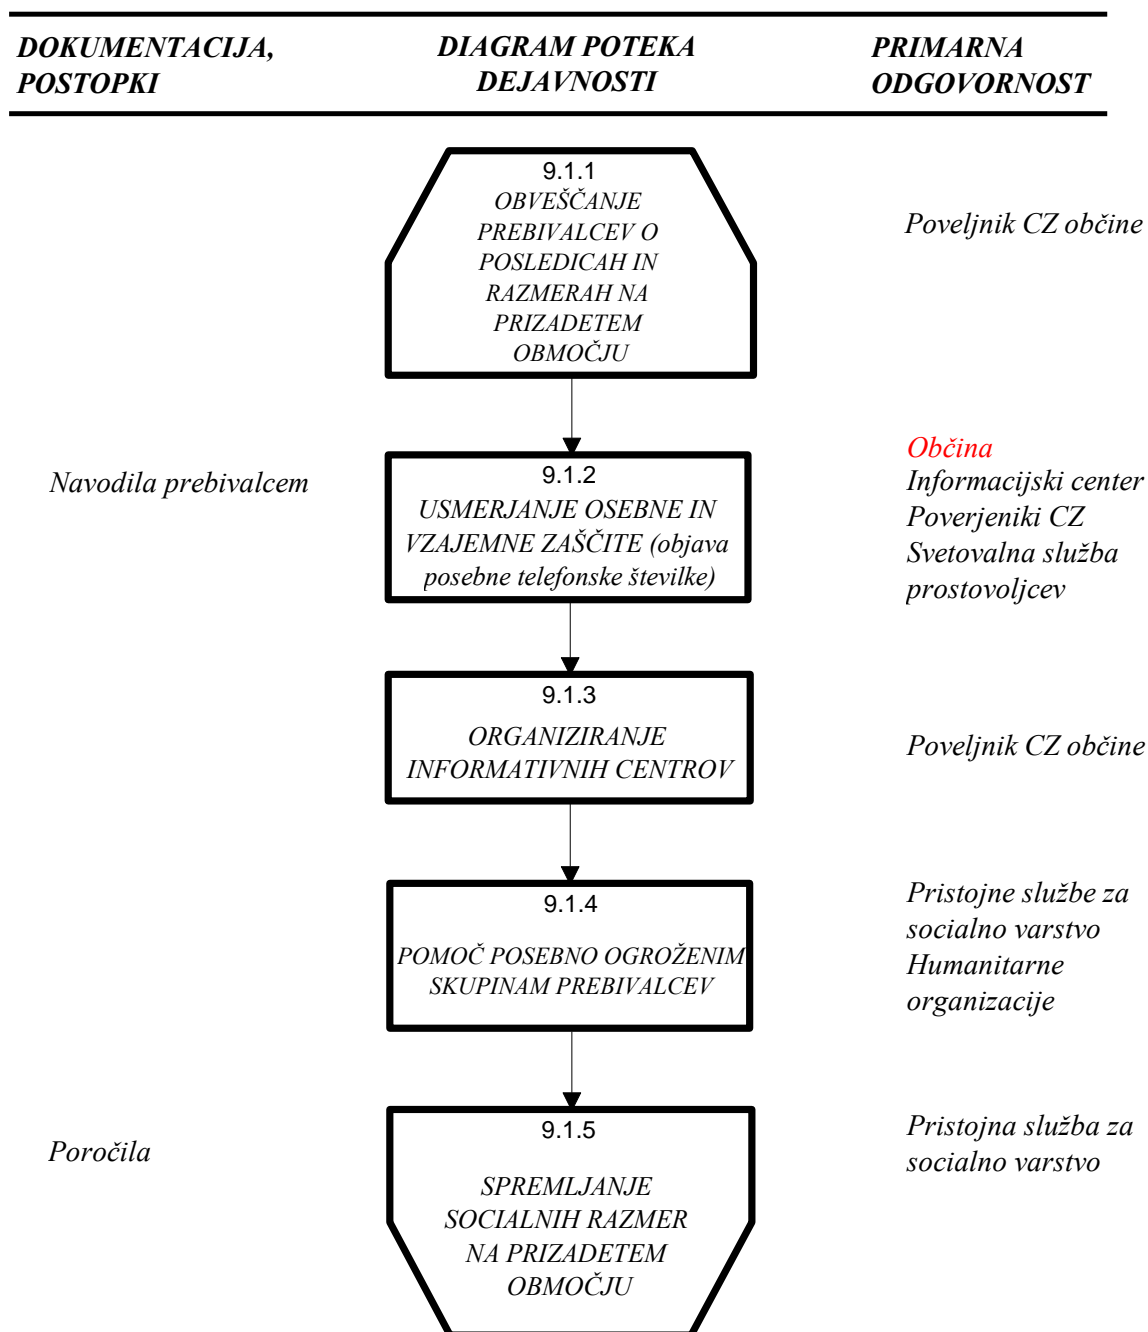 DOKUMENTACIJA,
POSTOPKI
DIAGRAM POTEKA
DEJAVNOSTI
PRIMARNA
ODGOVORNOST
9.1.1
OBVEŠČANJE
PREBIVALCEV O
POSLEDICAH IN
RAZMERAH NA
PRIZADETEM
OBMOČJU
Poveljnik CZ občine
Navodila prebivalcem
9.1.2
USMERJANJE OSEBNE IN
VZAJEMNE ZAŠČITE (objava
posebne telefonske številke)
Občina
Informacijski center
Poverjeniki CZ
Svetovalna služba
prostovoljcev
9.1.3
ORGANIZIRANJE
INFORMATIVNIH CENTROV
Poveljnik CZ občine
9.1.4
POMOČ POSEBNO OGROŽENIM
SKUPINAM PREBIVALCEV
Pristojne službe za
socialno varstvo
Humanitarne
organizacije
Poročila
9.1.5
SPREMLJANJE
SOCIALNIH RAZMER
NA PRIZADETEM
OBMOČJU
Pristojna služba za
socialno varstvo